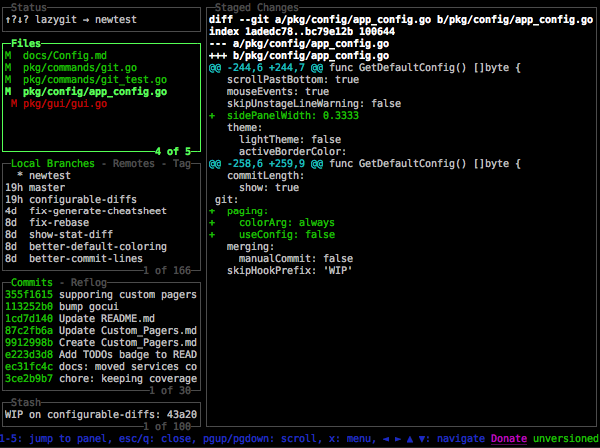 Status
↑?↓? lazygit → newtest
Files
M  docs/Config.md
M  pkg/commands/git.go
M  pkg/commands/git_test.go
M  pkg/config/app_config.go
 M pkg/gui/gui.go
4 of 5
Local Branches - Remotes - Tag
  * newtest
19h master
19h configurable-diffs
4d  fix-generate-cheatsheet
8d  fix-rebase
8d  show-stat-diff
8d  better-default-coloring
8d  better-commit-lines
1 of 166
Commits - Reflog
355f1615 supporing custom pagers
113252b0 bump gocui
1cd7d140 Update README.md
87c2fb6a Update Custom_Pagers.md
9912998b Create Custom_Pagers.md
e223d3d8 Add TODOs badge to READ
ec31fc4c docs: moved services co
3ce2b9b7 chore: keeping coverage
1 of 30
Stash
WIP on configurable-diffs: 43a20
1 of 100
Staged Changes
diff --git a/pkg/config/app_config.go b/pkg/config/app_config.go
index 1adedc78..bc79e12b 100644
--- a/pkg/config/app_config.go
+++ b/pkg/config/app_config.go
@@ -244,6 +244,7 @@ func GetDefaultConfig() []byte {
   scrollPastBottom: true
   mouseEvents: true
   skipUnstageLineWarning: false
+  sidePanelWidth: 0.3333
   theme:
     lightTheme: false
     activeBorderColor:
@@ -258,6 +259,9 @@ func GetDefaultConfig() []byte {
   commitLength:
     show: true
 git:
+  paging:
+    colorArg: always
+    useConfig: false
   merging:
     manualCommit: false
   skipHookPrefix: 'WIP'
1-5: jump to panel, esc/q: close, pgup/pgdown: scroll, x: menu, ◄ ► ▲ ▼: navigate Donate unversioned